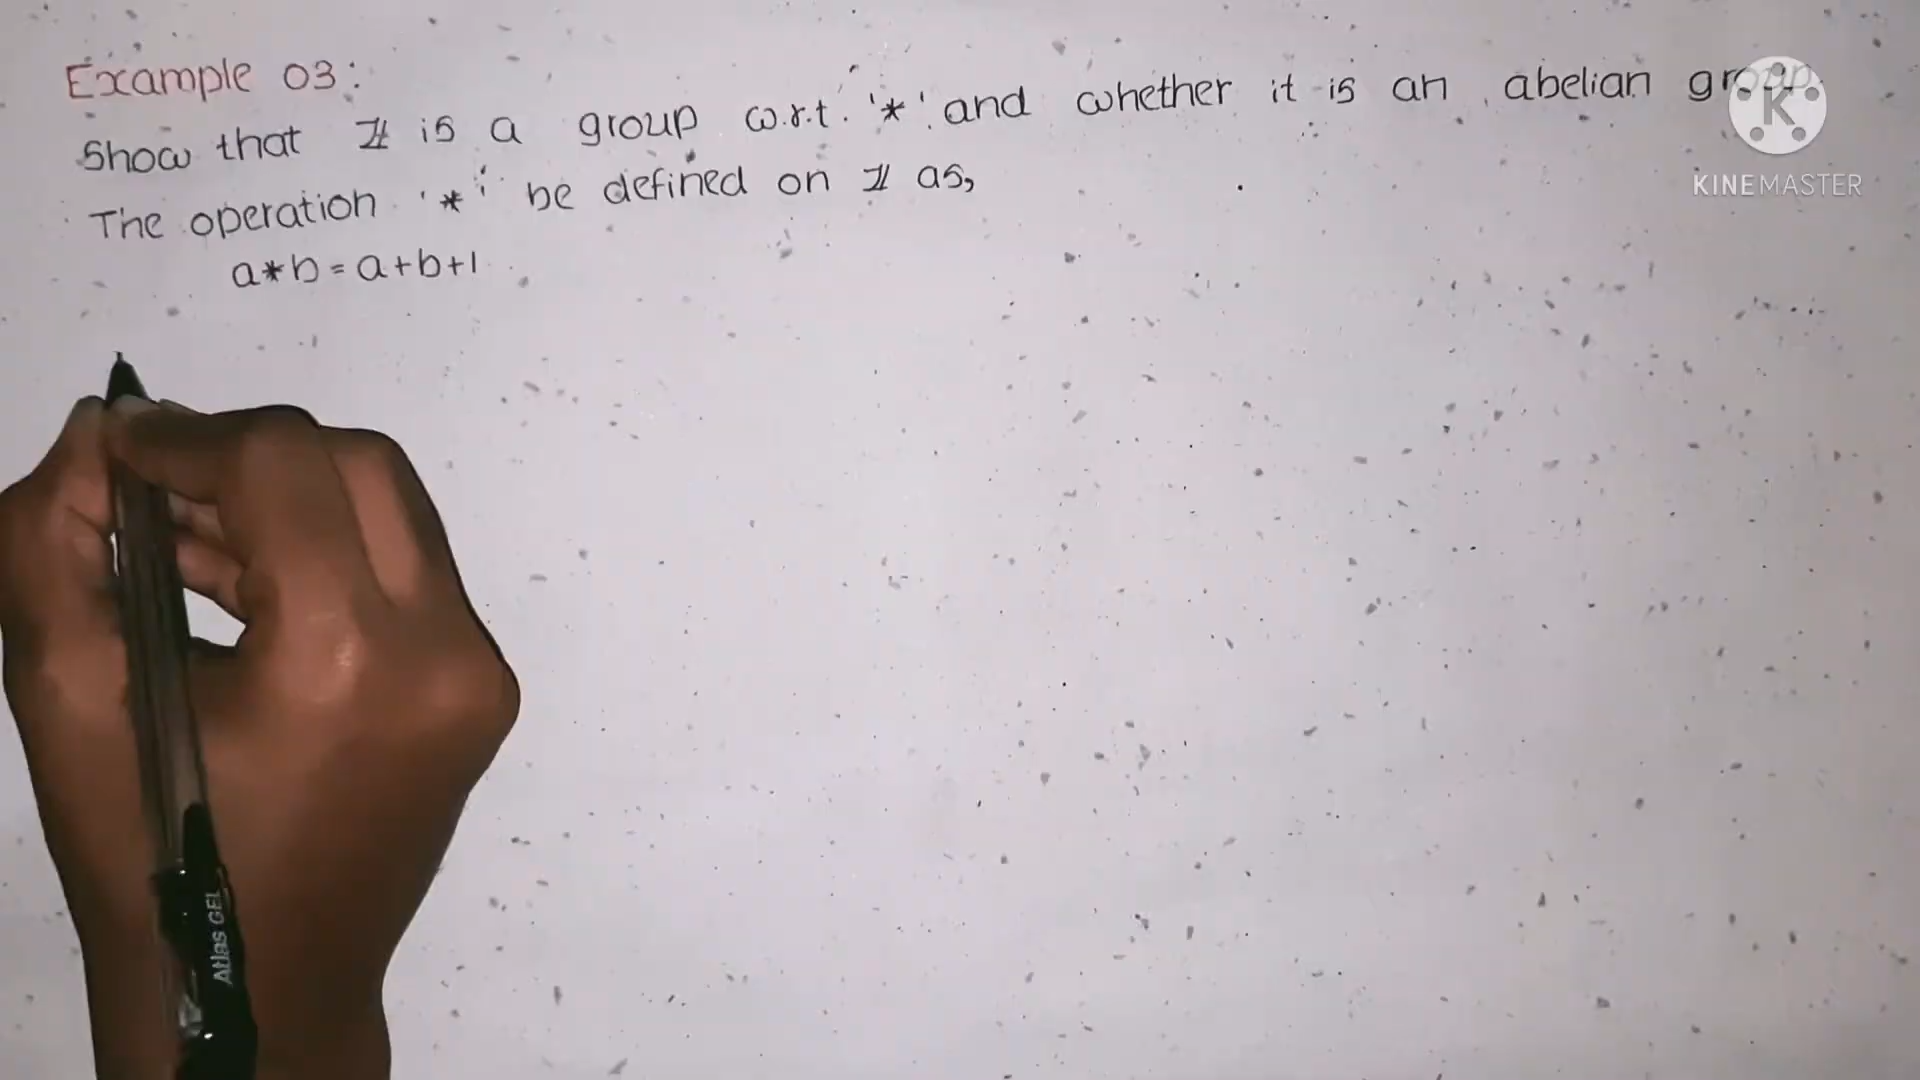 Example 03:
Show that ℤ is a group w.r.t. '*' and whether it is an abelian group.
The operation '*' be defined on ℤ as,
a*b = a+b+1
KINEMASTER
Atlas GEL